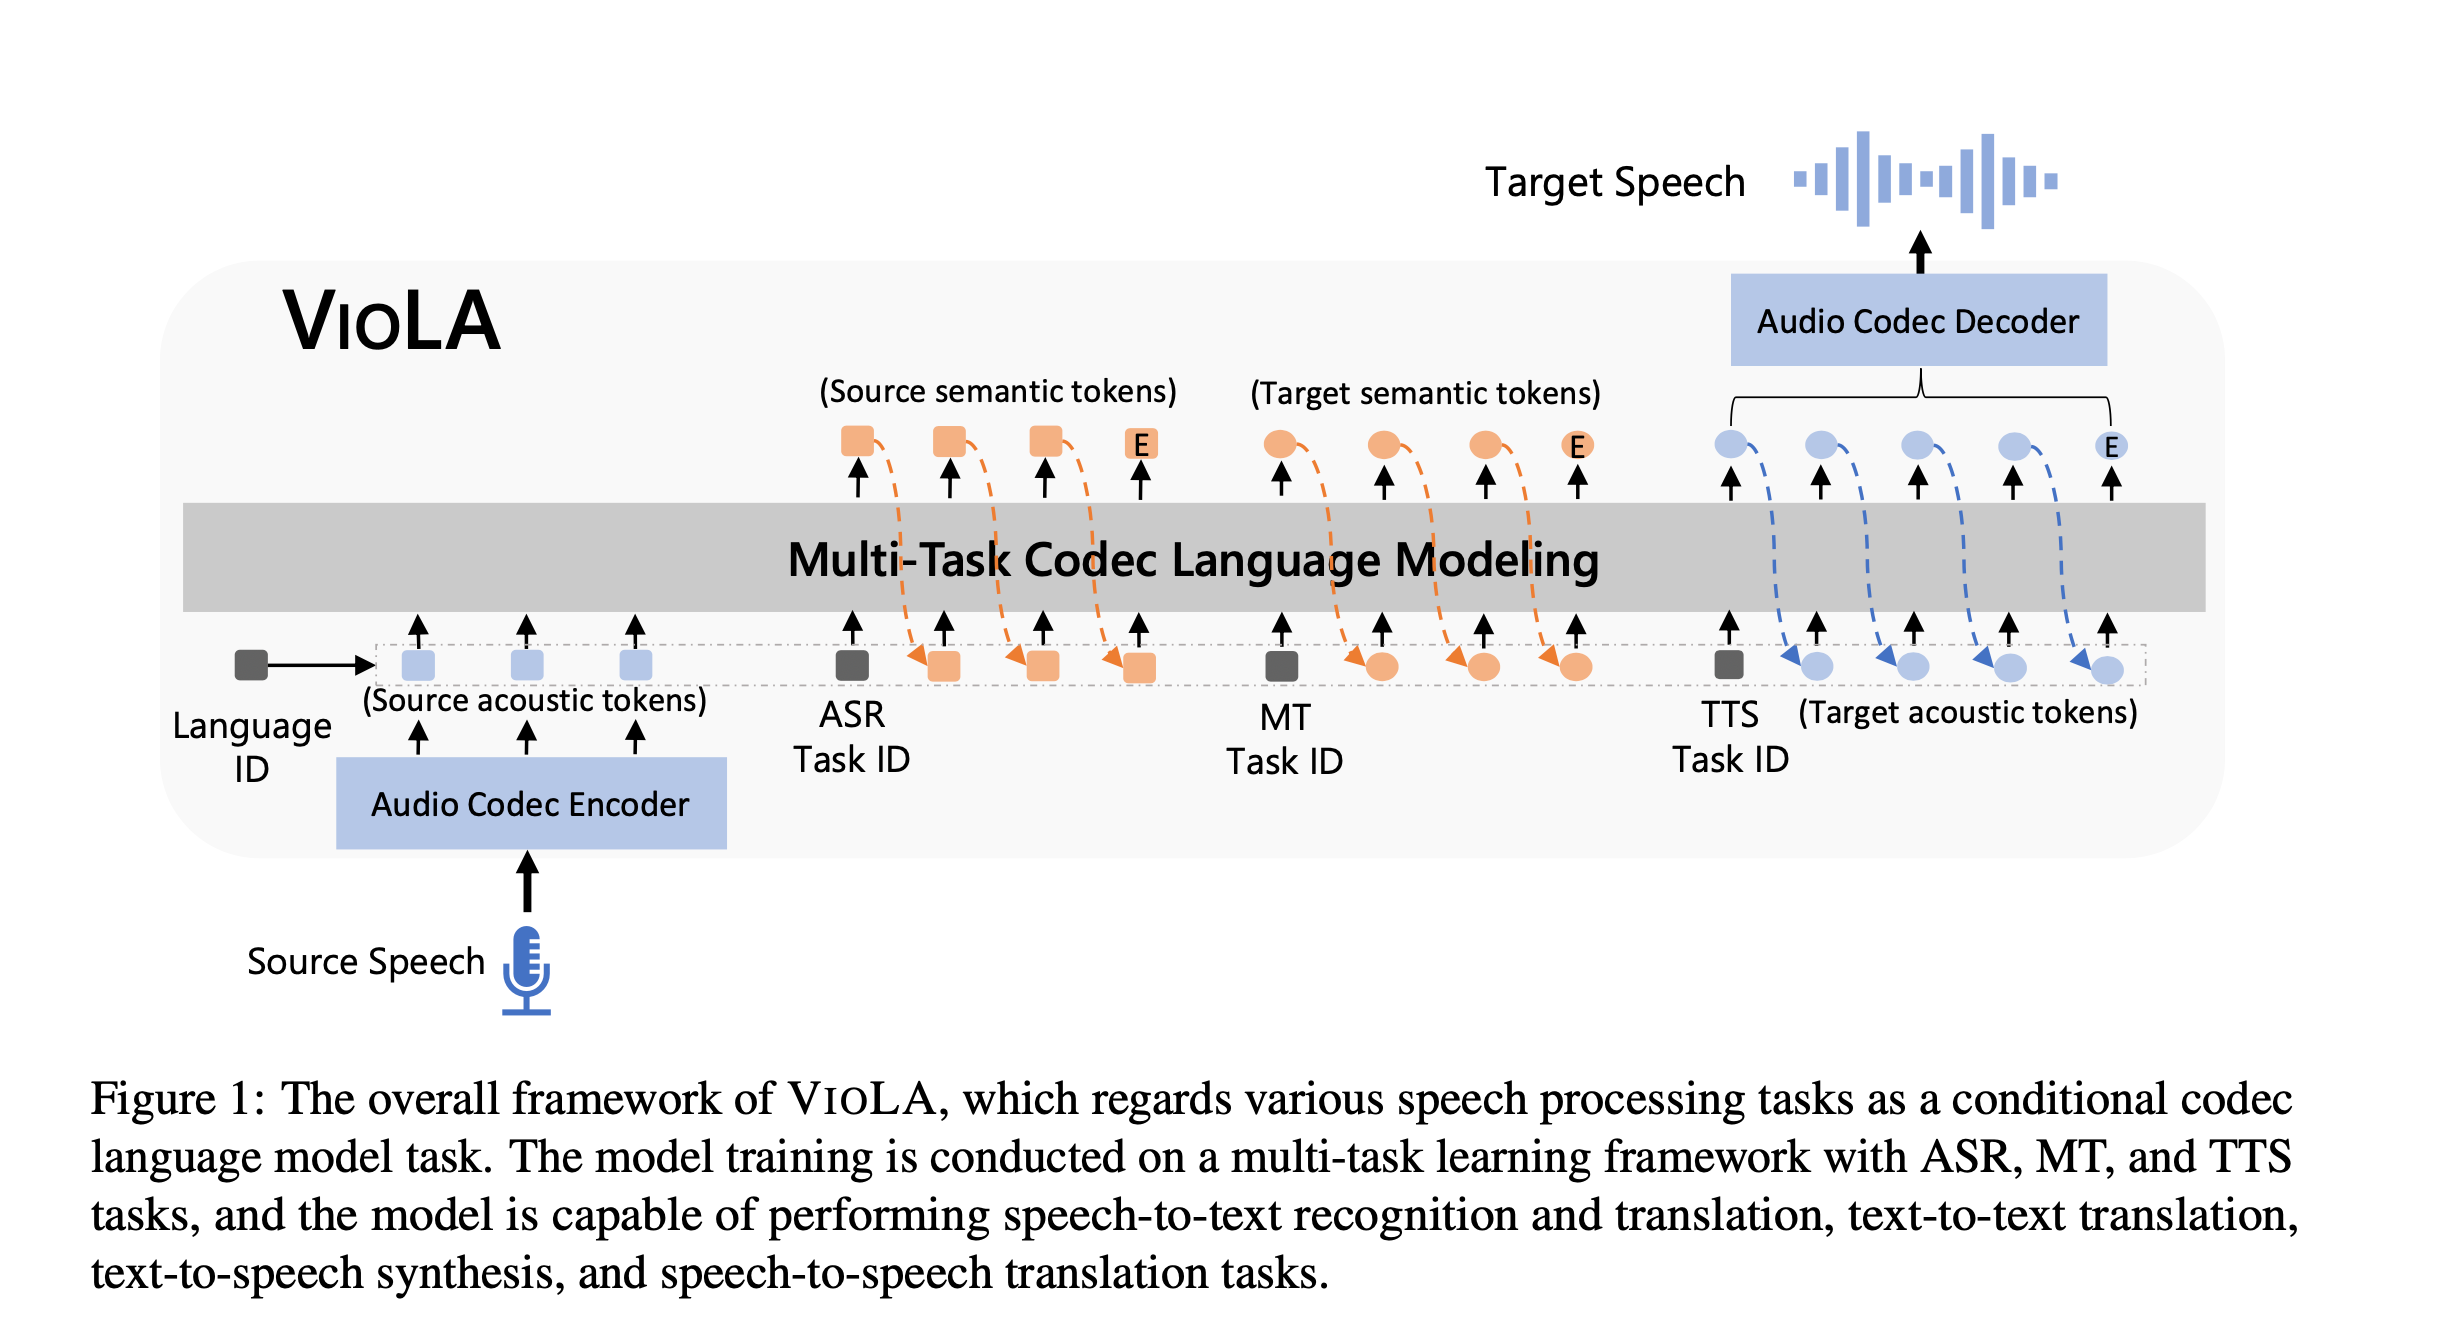 Target Speech
VIOLA
Audio Codec Decoder
(Source semantic tokens)
(Target semantic tokens)
E
E
E
Multi-Task Codec Language Modeling
(Source acoustic tokens)
Language
ID
ASR
Task ID
MT
Task ID
TTS
Task ID
(Target acoustic tokens)
Audio Codec Encoder
Source Speech
Figure 1: The overall framework of VIOLA, which regards various speech processing tasks as a conditional codec
language model task. The model training is conducted on a multi-task learning framework with ASR, MT, and TTS
tasks, and the model is capable of performing speech-to-text recognition and translation, text-to-text translation,
text-to-speech synthesis, and speech-to-speech translation tasks.